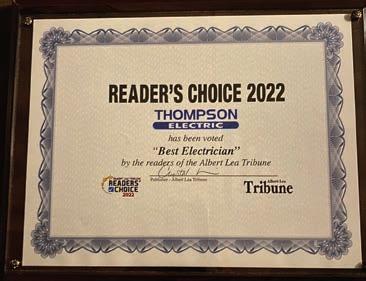 READER'S CHOICE 2022
THOMPSON
ELECTRIC
has been voted
"Best Electrician"
by the readers of the Albert Lea Tribune
Publisher - Albert Lea Tribune
READERS'
CHOICE
2022
Albert Lea
Tribune